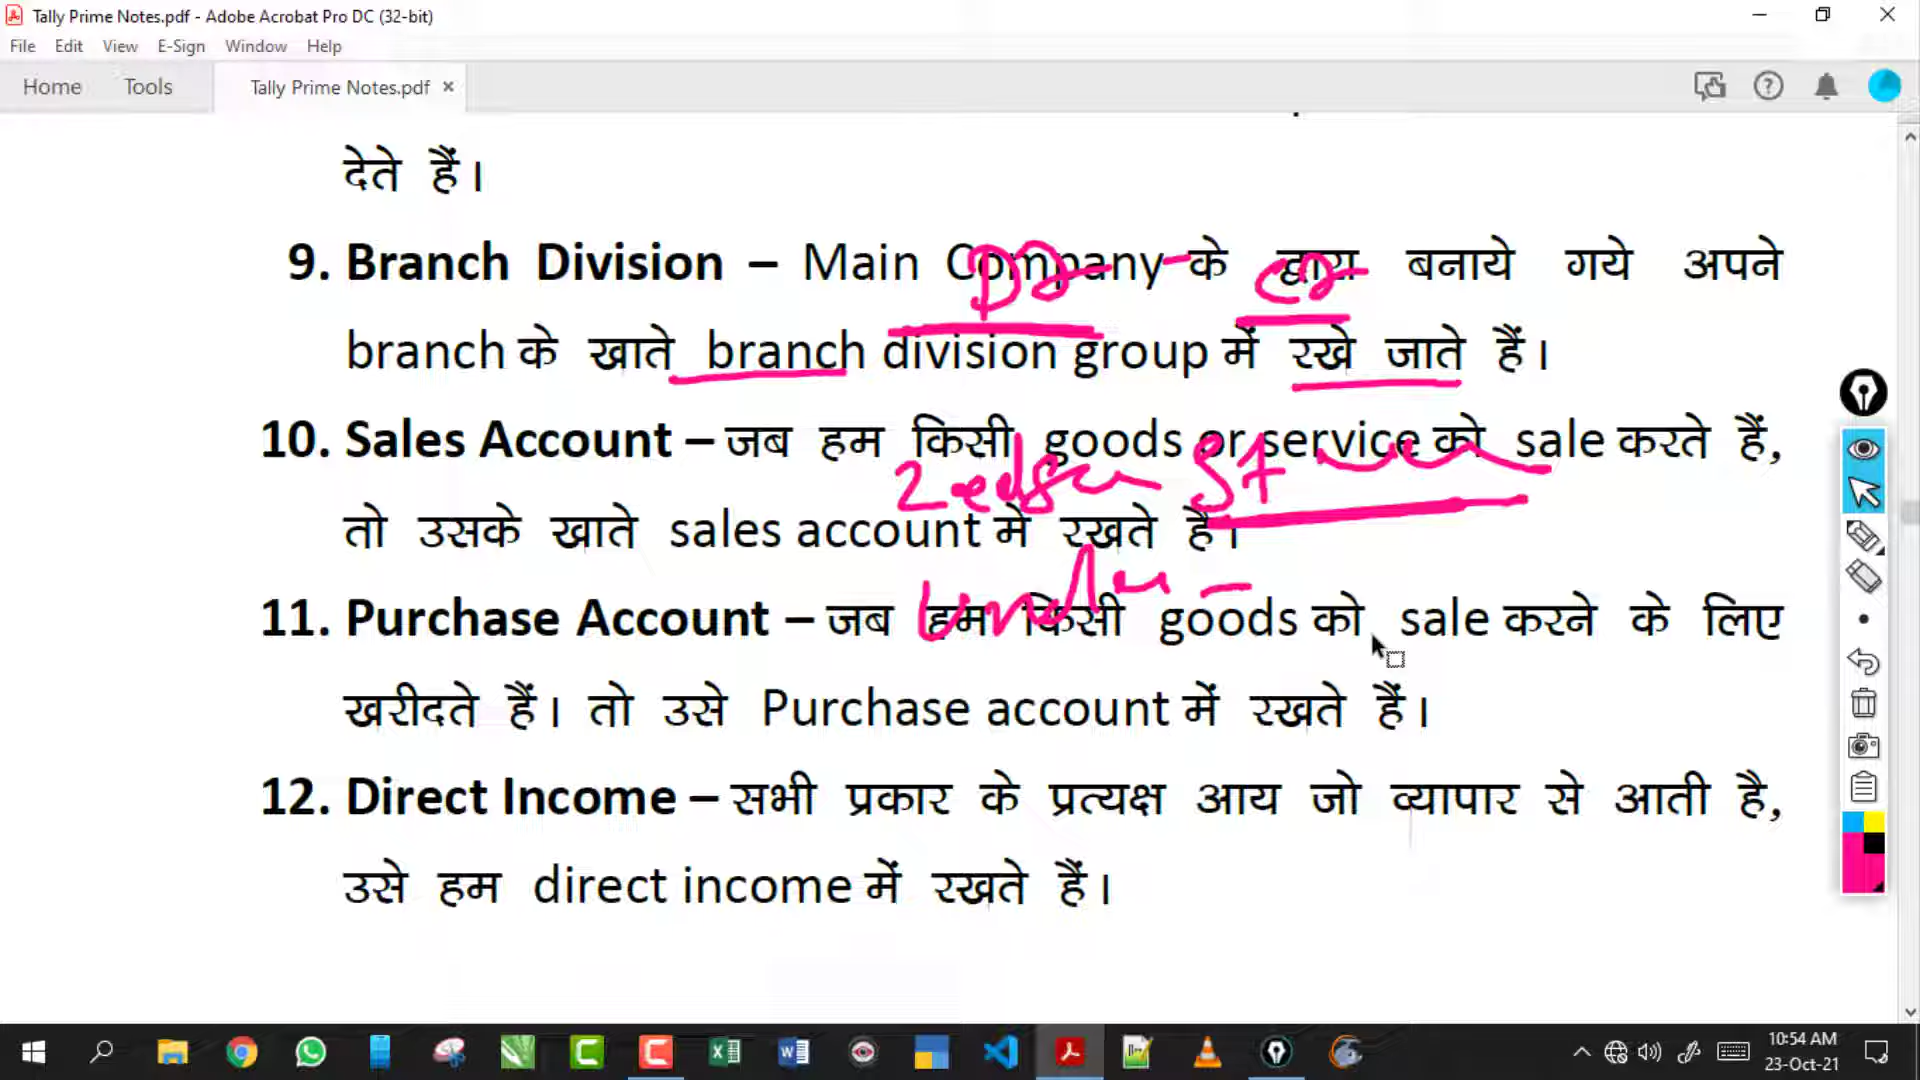 Tally Prime Notes.pdf - Adobe Acrobat Pro DC (32-bit)
File Edit View E-Sign Window Help
Home Tools Tally Prime Notes.pdf ×
देते हैं।
9. Branch Division – Main Company के द्वारा बनाये गये अपने
Dr Cr
branch के खाते branch division group में रखे जाते हैं।
10. Sales Account – जब हम किसी goods or service को sale करते हैं,
Ledger
तो उसके खाते sales account में रखते हैं।
Under -
11. Purchase Account – जब हम किसी goods को sale करने के लिए
खरीदते हैं। तो उसे Purchase account में रखते हैं।
12. Direct Income – सभी प्रकार के प्रत्यक्ष आय जो व्यापार से आती है,
उसे हम direct income में रखते हैं।
10:54 AM
23-Oct-21